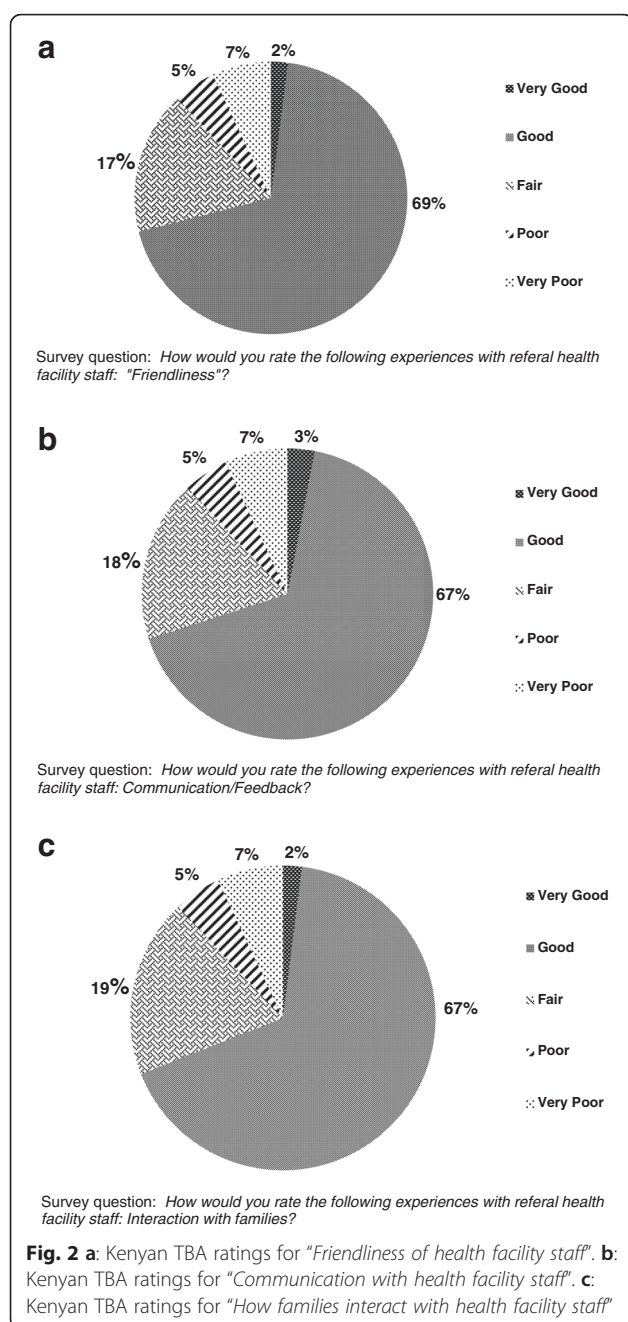 a
7%
2%
5%
17%
69%
Very Good
Good
Fair
Poor
Very Poor
Survey question: How would you rate the following experiences with referal health
facility staff: "Friendliness"?
b
7%
3%
5%
18%
67%
Very Good
Good
Fair
Poor
Very Poor
Survey question: How would you rate the following experiences with referal health
facility staff: Communication/Feedback?
c
7%
2%
5%
19%
67%
Very Good
Good
Fair
Poor
Very Poor
Survey question: How would you rate the following experiences with referal health
facility staff: Interaction with families?
Fig. 2 a: Kenyan TBA ratings for "Friendliness of health facility staff". b:
Kenyan TBA ratings for "Communication with health facility staff". c:
Kenyan TBA ratings for "How families interact with health facility staff"